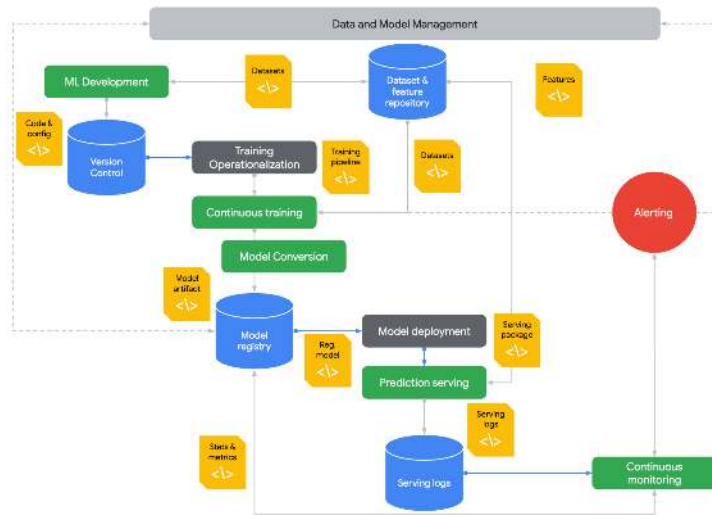 Data and Model Management
ML Development
Datasets
</>
Dataset &
feature
repository
Features
</>
Code &
config
</>
Version
Control
Training
Operationalization
Training
pipeline
</>
Datasets
</>
Continuous training
Alerting
Model Conversion
Model
artifact
</>
Model
registry
Reg.
model
</>
Model deployment
Serving
package
</>
Prediction serving
Serving
logs
</>
Stats &
metrics
</>
Serving logs
Continuous
monitoring